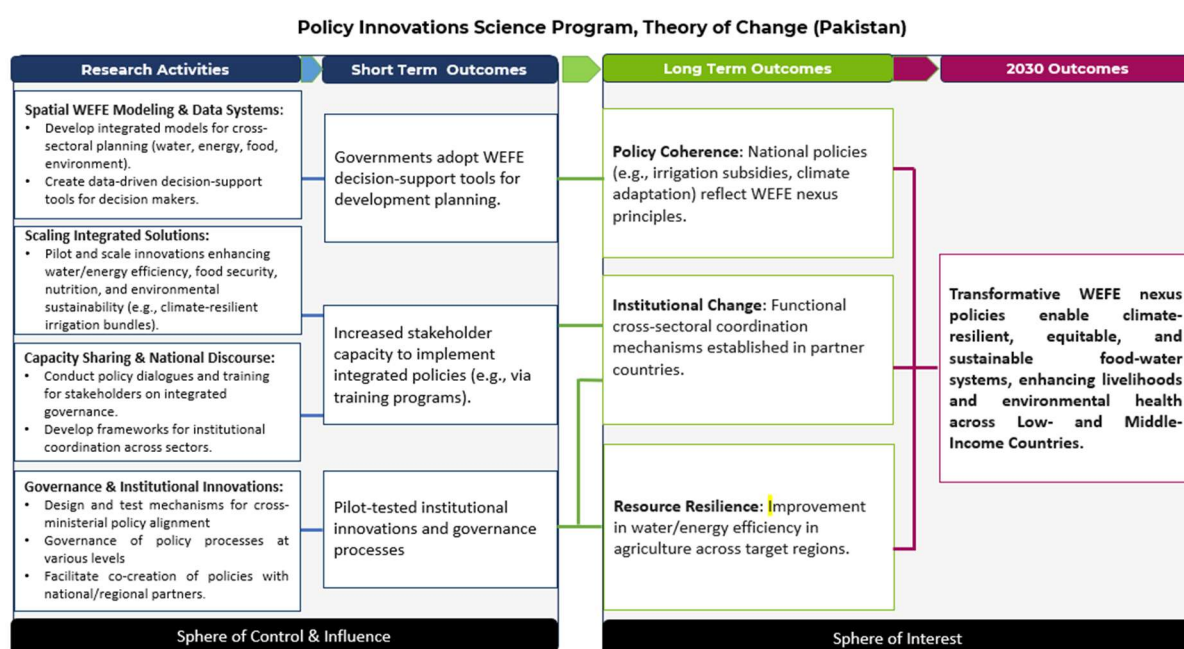 Policy Innovations Science Program, Theory of Change (Pakistan)
Research Activities
Short Term Outcomes
Long Term Outcomes
2030 Outcomes
Spatial WEFE Modeling & Data Systems:
• Develop integrated models for cross-
sectoral planning (water, energy, food,
environment).
• Create data-driven decision-support
tools for decision makers.
Scaling Integrated Solutions:
• Pilot and scale innovations enhancing
water/energy efficiency, food security,
nutrition, and environmental
sustainability (e.g., climate-resilient
irrigation bundles).
Capacity Sharing & National Discourse:
• Conduct policy dialogues and training
for stakeholders on integrated
governance.
• Develop frameworks for institutional
coordination across sectors.
Governance & Institutional Innovations:
• Design and test mechanisms for cross-
ministerial policy alignment
• Governance of policy processes at
various levels
• Facilitate co-creation of policies with
national/regional partners.
Governments adopt WEFE
decision-support tools for
development planning.
Increased stakeholder
capacity to implement
integrated policies (e.g., via
training programs).
Pilot-tested institutional
innovations and governance
processes
Policy Coherence: National policies
(e.g., irrigation subsidies, climate
adaptation) reflect WEFE nexus
principles.
Institutional Change: Functional
cross-sectoral coordination
mechanisms established in partner
countries.
Resource Resilience: Improvement
in water/energy efficiency in
agriculture across target regions.
Transformative WEFE nexus
policies enable climate-
resilient, equitable, and
sustainable food-water
systems, enhancing livelihoods
and environmental health
across Low- and Middle-
Income Countries.
Sphere of Control & Influence
Sphere of Interest